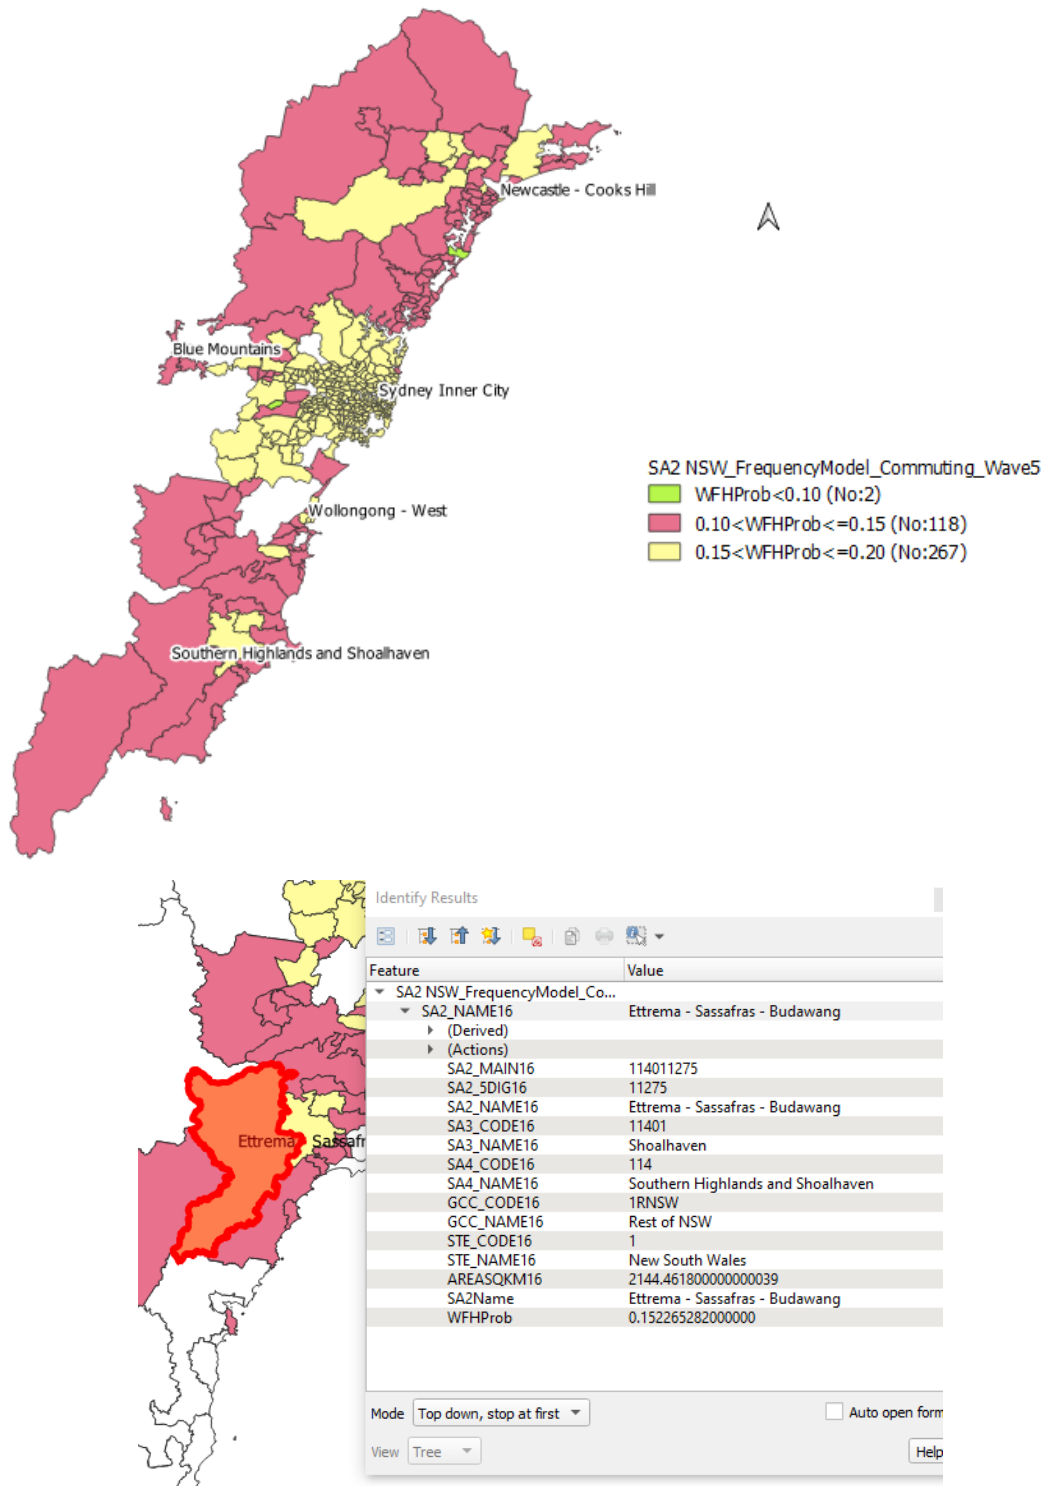 Newcastle - Cooks Hill
Blue Mountains
Sydney Inner City
SA2 NSW_FrequencyModel_Commuting_Wave5
WFHProb<0.10 (No:2)
0.10<WFHProb<=0.15 (No:118)
0.15<WFHProb<=0.20 (No:267)
Wollongong - West
Southern Highlands and Shoalhaven
Identify Results
Feature Value
SA2 NSW_FrequencyModel_Co...
SA2_NAME16 Ettrema - Sassafras - Budawang
(Derived)
(Actions)
SA2_MAIN16 114011275
SA2_5DIG16 11275
SA2_NAME16 Ettrema - Sassafras - Budawang
SA3_CODE16 11401
SA3_NAME16 Shoalhaven
SA4_CODE16 114
SA4_NAME16 Southern Highlands and Shoalhaven
GCC_CODE16 1RNSW
GCC_NAME16 Rest of NSW
STE_CODE16 1
STE_NAME16 New South Wales
AREASQKM16 2144.461800000000039
SA2Name Ettrema - Sassafras - Budawang
WFHProb 0.152265282000000
Ettrema - Sassafr
Mode Top down, stop at first Auto open form
View Tree Help